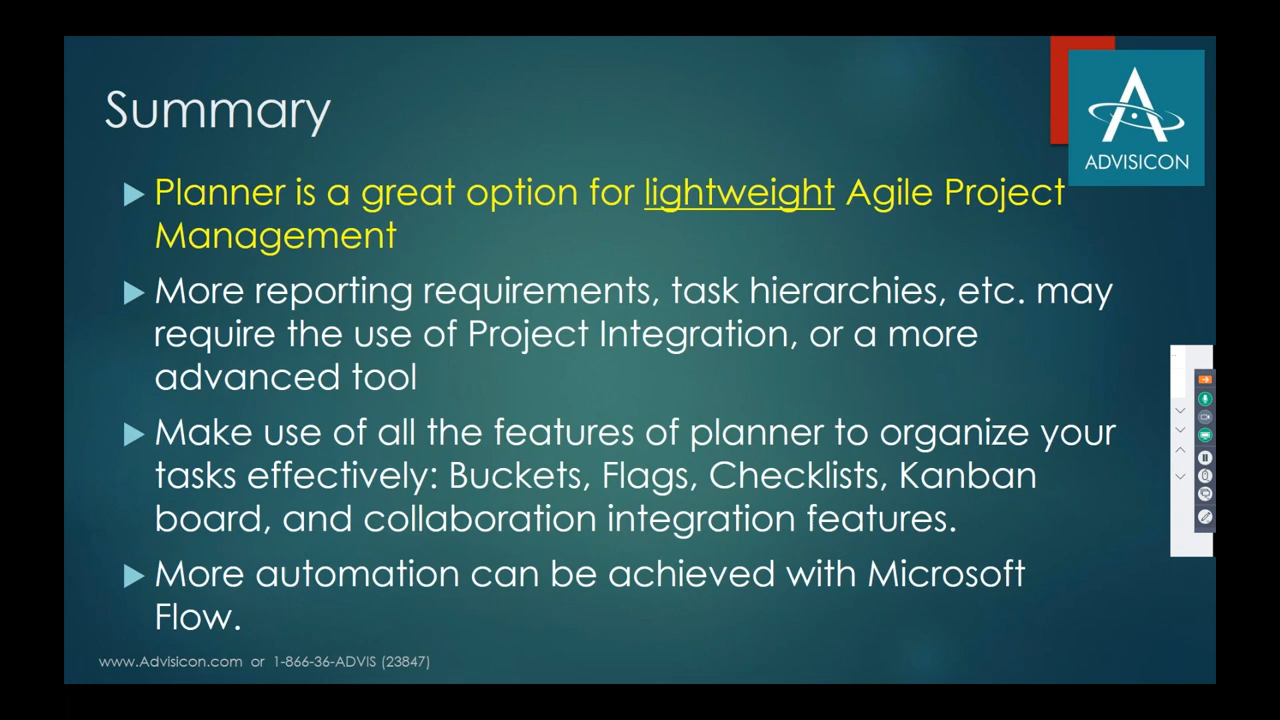 Summary
ADVISICON
Planner is a great option for lightweight Agile Project
Management
More reporting requirements, task hierarchies, etc. may
require the use of Project Integration, or a more
advanced tool
Make use of all the features of planner to organize your
tasks effectively: Buckets, Flags, Checklists, Kanban
board, and collaboration integration features.
More automation can be achieved with Microsoft
Flow.
www.Advisicon.com or 1-866-36-ADVIS (23847)